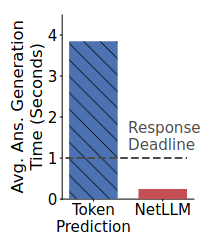 Avg. Ans. Generation
Time (Seconds)
4
3
2
1
0
Response
Deadline
Token
Prediction
NetLLM